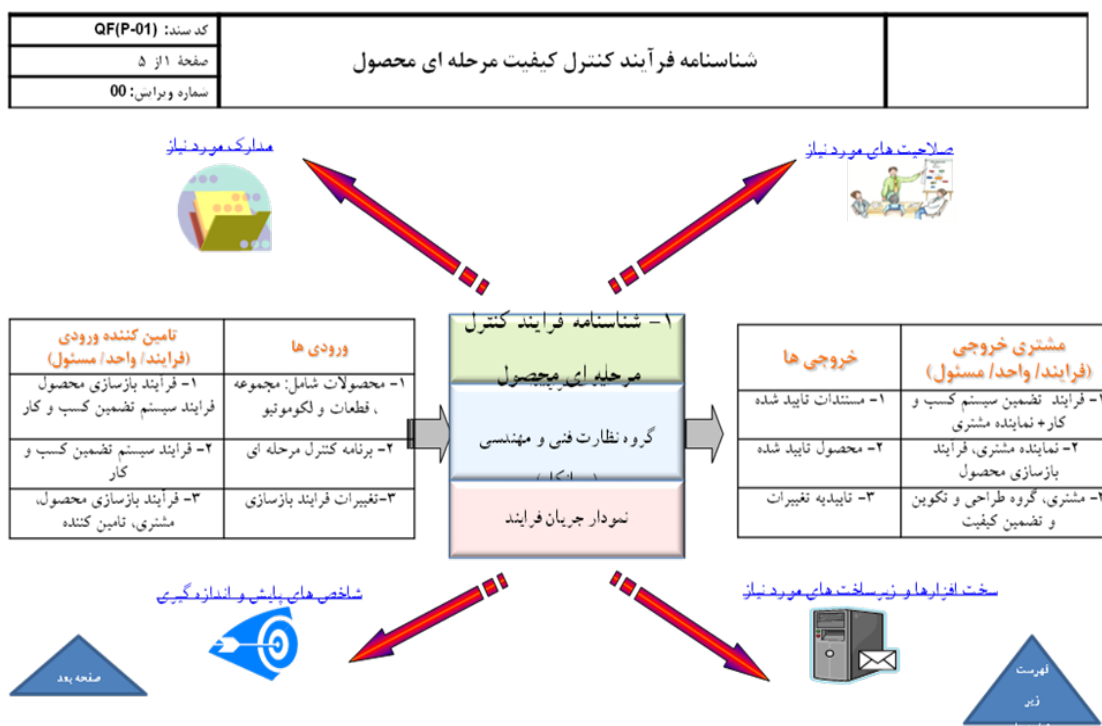 شناسنامه فرآیند کنترل کیفیت مرحله ای محصول
کد سند: QF(P-01)
صفحهٔ ۱ از ۵
شماره ویرایش: 00
صلاحیت های مورد نیاز
مدارک مورد نیاز
مشتری خروجی
(فرایند/ واحد/ مسئول)
خروجی ها
۱- فرایند تضمین سیستم کسب و
کار+ نماینده مشتری
۱- مستندات تایید شده
۲- نماینده مشتری، فرآیند
بازسازی محصول
۲- محصول تایید شده
۲- مشتری، گروه طراحی و تکوین
و تضمین کیفیت
۳- تاییدیه تغییرات
۱- شناسنامه فرایند کنترل
مرحله ای محصول
گروه نظارت فنی و مهندسی
نمودار جریان فرایند
ورودی ها
تامین کننده ورودی
(فرایند/ واحد/ مسئول)
۱- محصولات شامل: مجموعه
، قطعات و لکوموتیو
۱- فرآیند بازسازی محصول
فرایند سیستم تضمین کسب و کار
۲- برنامه کنترل مرحله ای
۲- فرایند سیستم تضمین کسب و
کار
۳-تغییرات فرایند بازسازی
۳- فرآیند بازسازی محصول،
مشتری، تامین کننده
سخت افزارها و زیرساخت های مورد نیاز
شاخص های پایش و اندازه گیری
فهرست
زیر
صفحه بعد